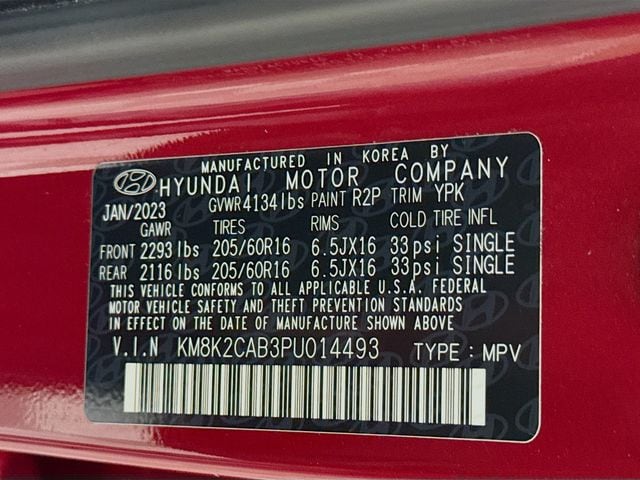 MANUFACTURED IN KOREA BY
HYUNDAI MOTOR COMPANY
JAN/2023 GVWR 4134lbs PAINT R2P TRIM YPK
GAWR TIRES RIMS COLD TIRE INFL
FRONT 2293lbs 205/60R16 6.5JX16 33psi SINGLE
REAR 2116lbs 205/60R16 6.5JX16 33psi SINGLE
THIS VEHICLE CONFORMS TO ALL APPLICABLE U.S.A. FEDERAL
MOTOR VEHICLE SAFETY AND THEFT PREVENTION STANDARDS
IN EFFECT ON THE DATE OF MANUFACTURE SHOWN ABOVE
V.I.N KM8K2CAB3PU014493 TYPE : MPV